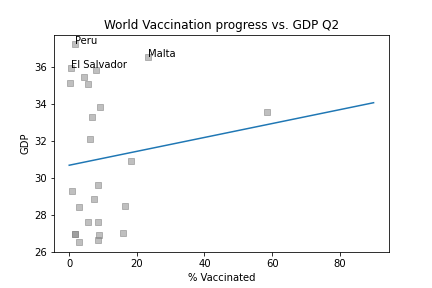 World Vaccination progress vs. GDP Q2
Peru
Malta
El Salvador
36
34
32
30
28
26
GDP
0
20
40
60
80
% Vaccinated